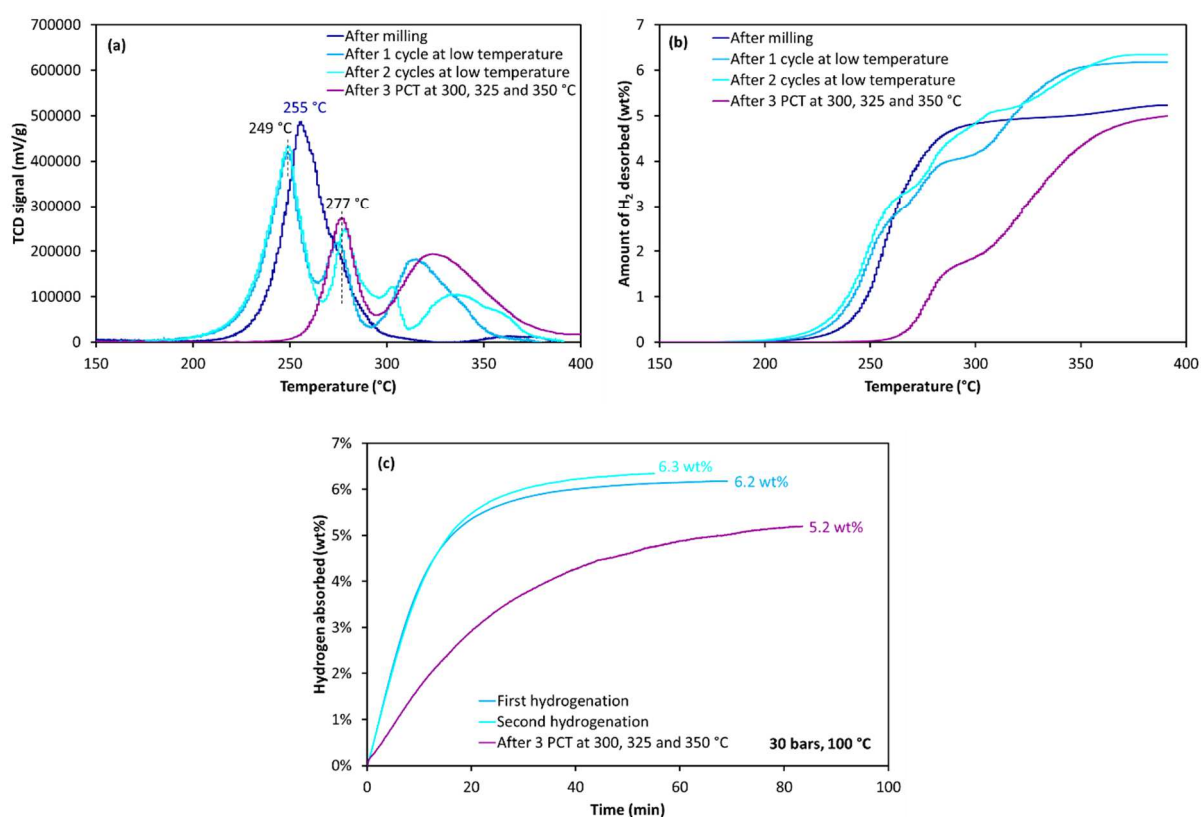 (a)
After milling
After 1 cycle at low temperature
After 2 cycles at low temperature
After 3 PCT at 300, 325 and 350 °C
255 °C
249 °C
277 °C
TCD signal (mV/g)
700000
600000
500000
400000
300000
200000
100000
0
150 200 250 300 350 400
Temperature (°C)
(b)
After milling
After 1 cycle at low temperature
After 2 cycles at low temperature
After 3 PCT at 300, 325 and 350 °C
Amount of H₂ desorbed (wt%)
7
6
5
4
3
2
1
0
150 200 250 300 350 400
Temperature (°C)
(c)
6.3 wt%
6.2 wt%
5.2 wt%
Hydrogen absorbed (wt%)
7%
6%
5%
4%
3%
2%
1%
0%
First hydrogenation
Second hydrogenation
After 3 PCT at 300, 325 and 350 °C
30 bars, 100 °C
0 20 40 60 80 100
Time (min)